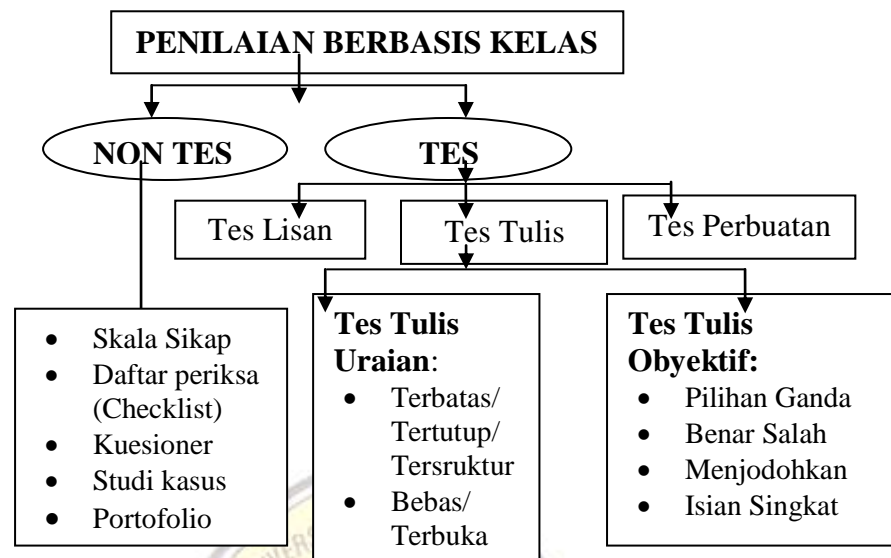 PENILAIAN BERBASIS KELAS
NON TES
TES
Tes Lisan
Tes Tulis
Tes Perbuatan
• Skala Sikap
• Daftar periksa
(Checklist)
• Kuesioner
• Studi kasus
• Portofolio
Tes Tulis
Uraian:
• Terbatas/
Tertutup/
Tersruktur
• Bebas/
Terbuka
Tes Tulis
Obyektif:
• Pilihan Ganda
• Benar Salah
• Menjodohkan
• Isian Singkat